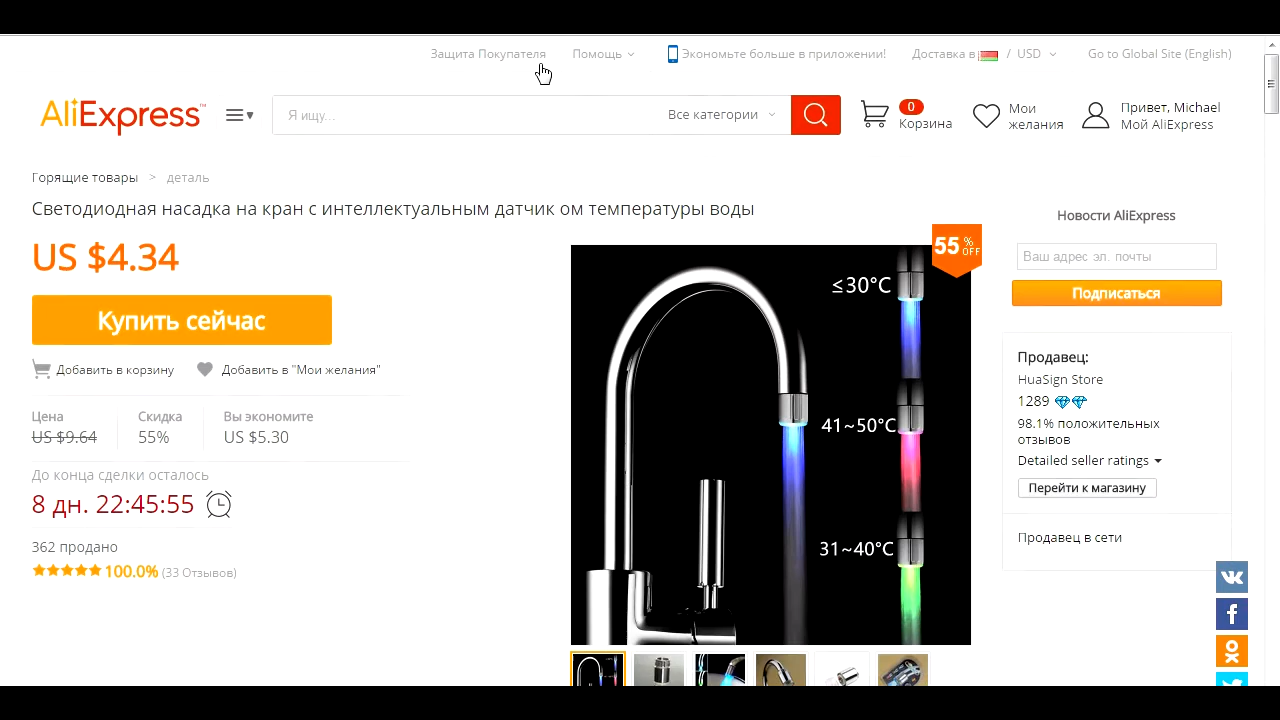 Защита Покупателя
Помощь
Экономьте больше в приложении!
Доставка в
/ USD
Go to Global Site (English)
AliExpress™
Я ищу...
Все категории
0
Корзина
Мои
желания
Привет, Michael
Мой AliExpress
Горящие товары > деталь
Светодиодная насадка на кран с интеллектуальным датчик ом температуры воды
US $4.34
Купить сейчас
Добавить в корзину
Добавить в "Мои желания"
Цена
Скидка
Вы экономите
US $9.64
55%
US $5.30
До конца сделки осталось
8 дн. 22:45:55
362 продано
100.0% (33 Отзывов)
55 % OFF
≤30°C
41~50°C
31~40°C
Новости AliExpress
Ваш адрес эл. почты
Подписаться
Продавец:
HuaSign Store
1289
98.1% положительных
отзывов
Detailed seller ratings
Перейти к магазину
Продавец в сети